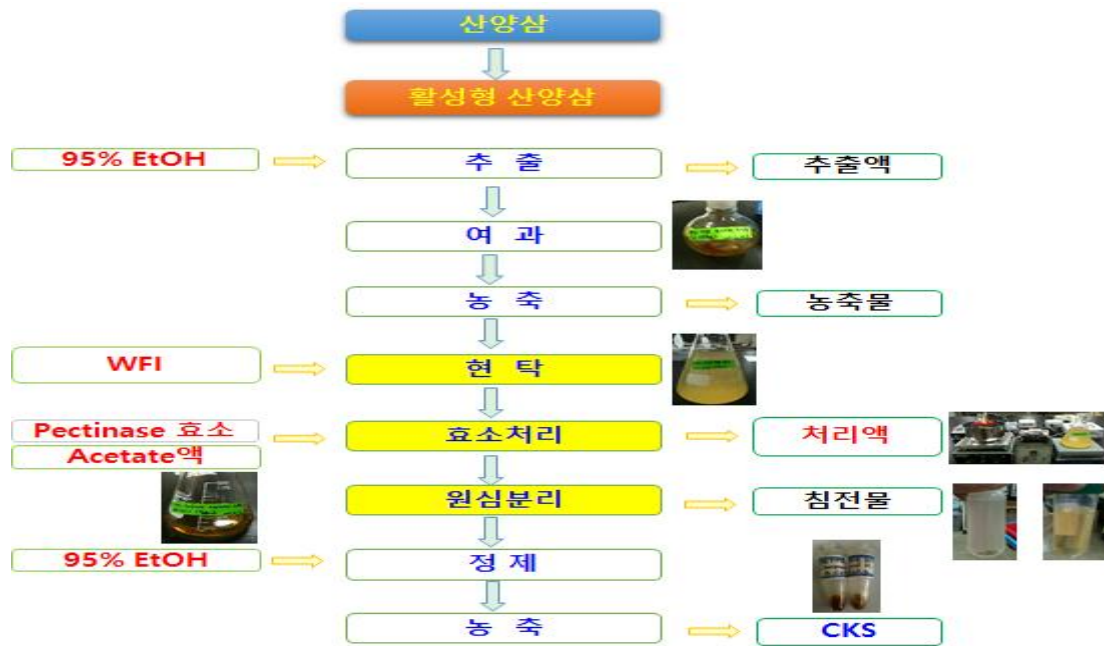 산양삼
활성형 산양삼
95% EtOH
추 출
추출액
여 과
농 축
농축물
WFI
현 탁
Pectinase 효소
Acetate액
효소처리
처리액
원심분리
침전물
95% EtOH
정 제
농 축
CKS